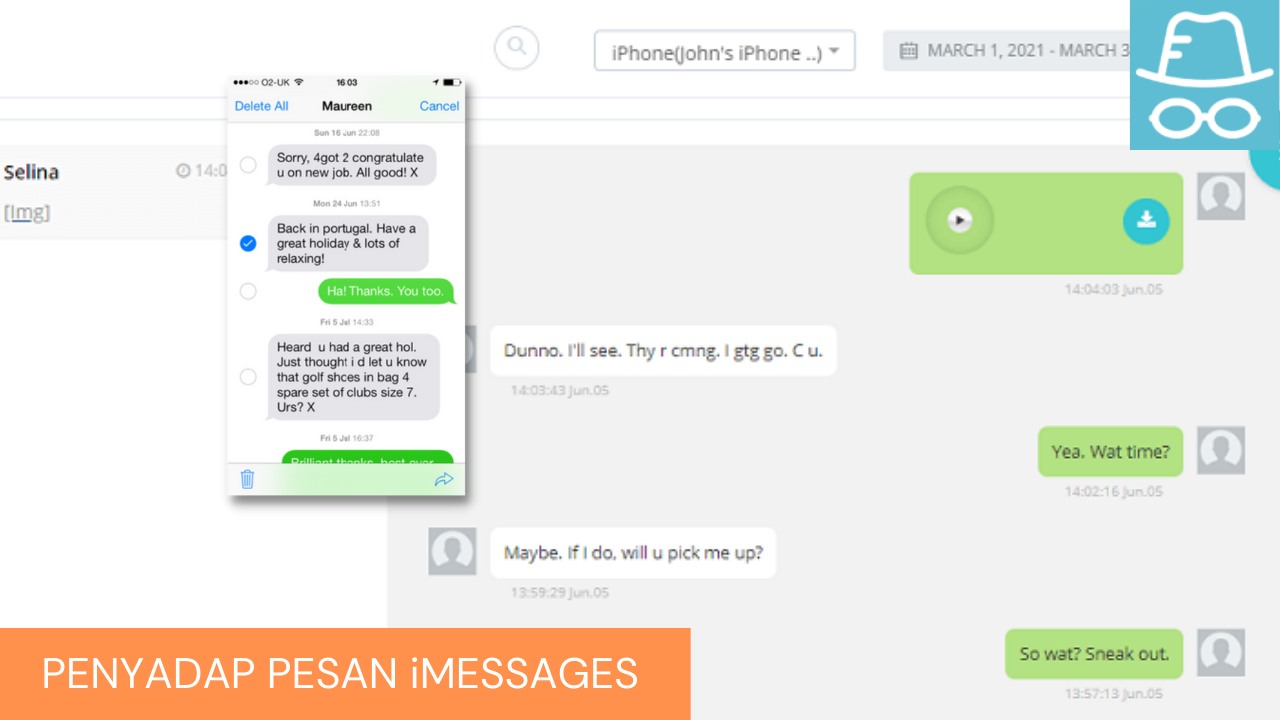 iPhone(John's iPhone ..)
MARCH 1, 2021 - MARCH 3
Selina
14:0
[Img]
O2-UK
16 03
Delete All
Maureen
Cancel
Sun 16 Jun 22:08
Sorry, 4got 2 congratulate
u on new job. All good! X
Mon 24 Jun 13:51
Back in portugal. Have a
great holiday & lots of
relaxing!
Ha! Thanks. You too.
Fri 5 Jul 14:33
Heard u had a great hol.
Just thought i d let u know
that golf shoes in bag 4
spare set of clubs size 7.
Urs? X
Fri 5 Jul 16:37
Brilliant thanks, best ever
14:04:03 Jun.05
Dunno. I'll see. Thy r cmng. I gtg go. C u.
14:03:43 Jun.05
Yea. Wat time?
14:02:16 Jun.05
Maybe. If I do, will u pick me up?
13:59:29 Jun.05
So wat? Sneak out.
13:57:13 Jun.05
PENYADAP PESAN iMESSAGES